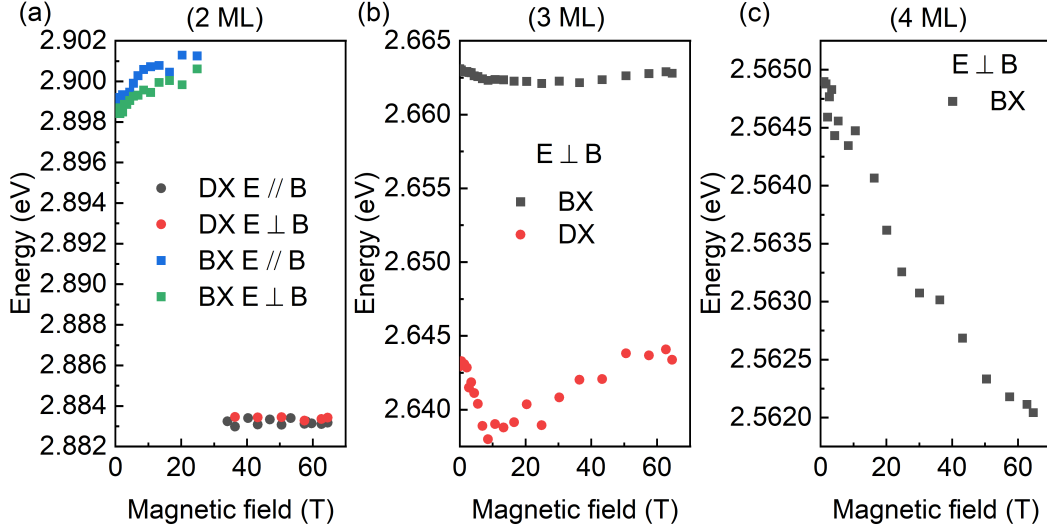 (a)
(2 ML)
2.902
2.900
2.898
2.896
2.894
2.892
2.890
2.888
2.886
2.884
2.882
Energy (eV)
DX E // B
DX E ⊥ B
BX E // B
BX E ⊥ B
0 20 40 60
Magnetic field (T)
(b)
(3 ML)
2.665
2.660
2.655
2.650
2.645
2.640
Energy (eV)
E ⊥ B
BX
DX
0 20 40 60
Magnetic field (T)
(c)
(4 ML)
2.5650
2.5645
2.5640
2.5635
2.5630
2.5625
2.5620
Energy (eV)
E ⊥ B
BX
0 20 40 60
Magnetic field (T)